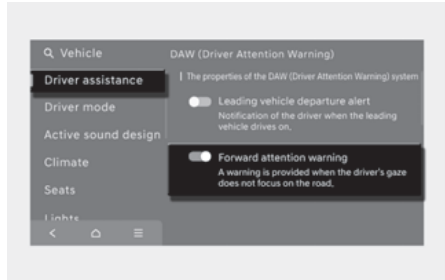 Vehicle
Driver assistance
Driver mode
Active sound design
Climate
Seats
Lights
DAW (Driver Attention Warning)
The properties of the DAW (Driver Attention Warning) system
Leading vehicle departure alert
Notification of the driver when the leading
vehicle drives on.
Forward attention warning
A warning is provided when the driver's gaze
does not focus on the road.